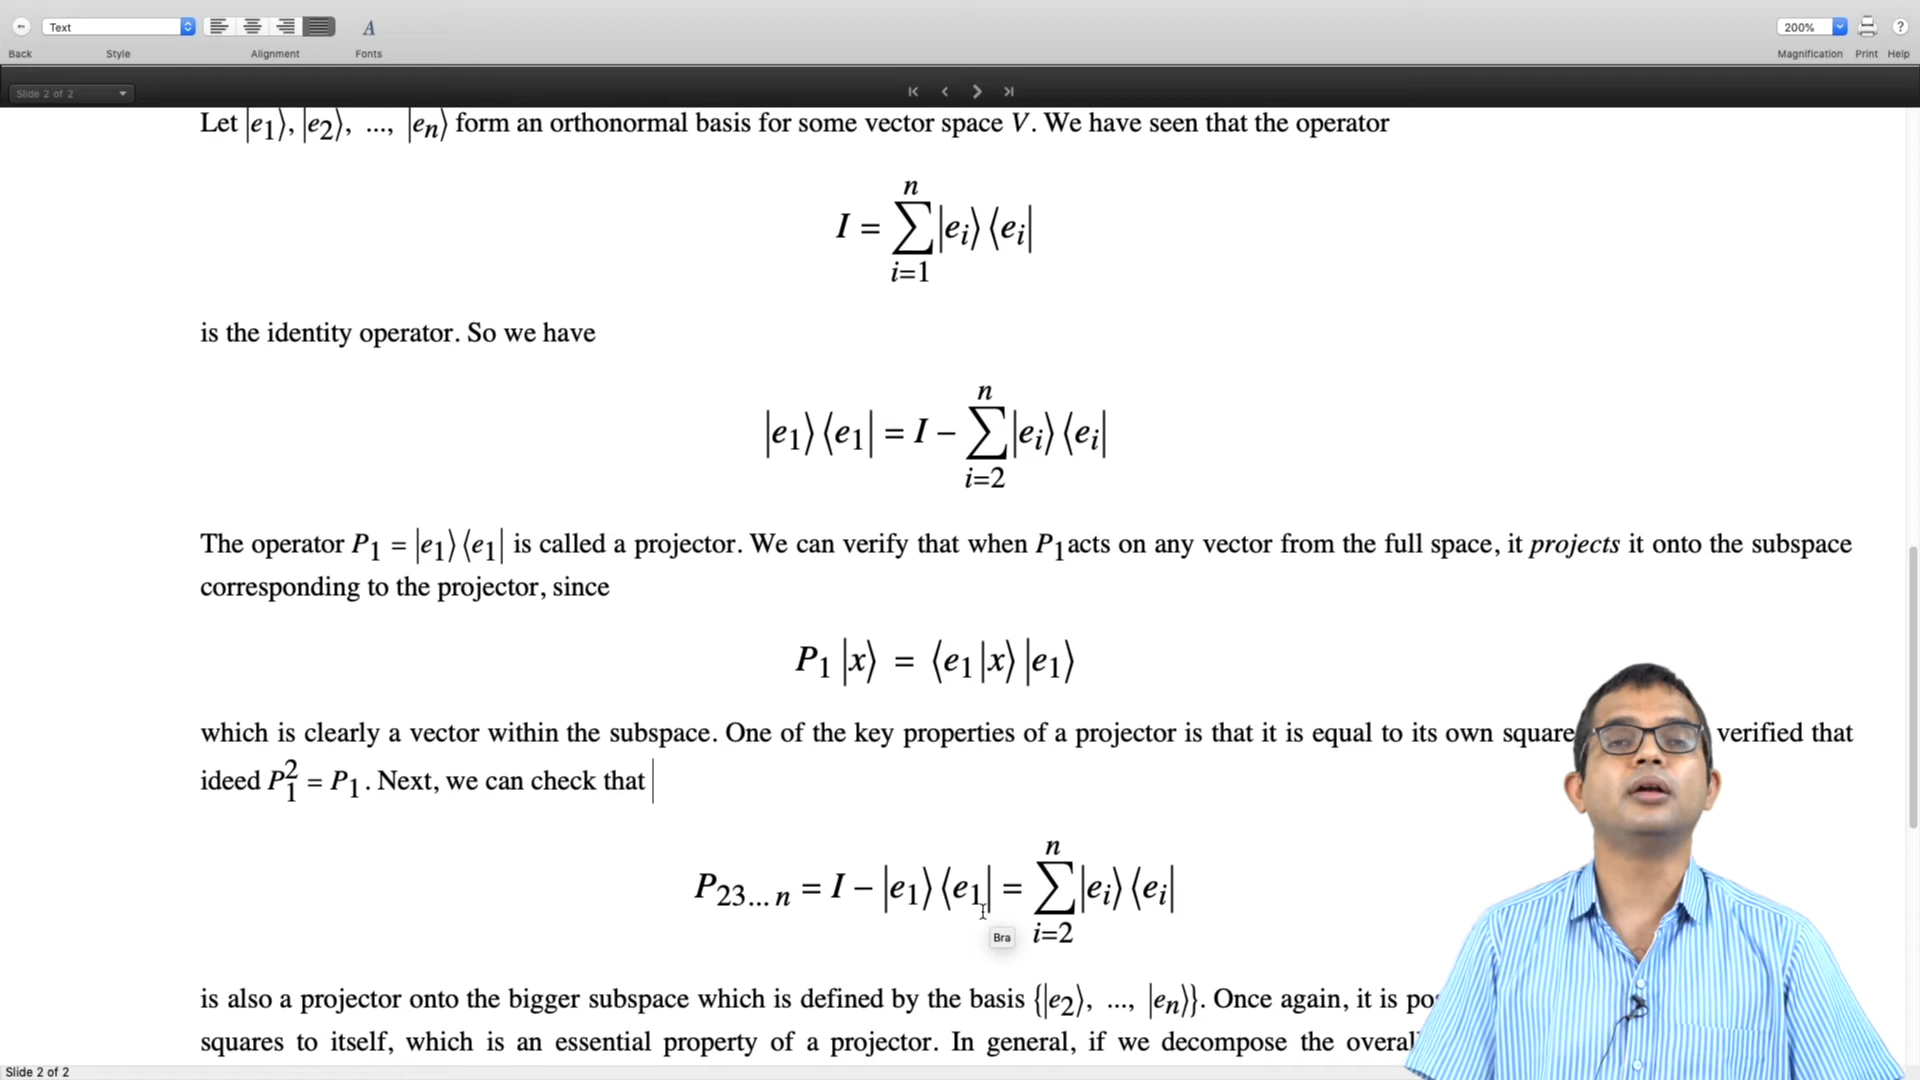 Text
200%
Back Style Alignment Fonts Magnification Print Help
Slide 2 of 2
Let |e1⟩, |e2⟩, ..., |en⟩ form an orthonormal basis for some vector space V. We have seen that the operator
I = ∑_{i=1}^{n} |ei⟩⟨ei|
is the identity operator. So we have
|e1⟩⟨e1| = I − ∑_{i=2}^{n} |ei⟩⟨ei|
The operator P1 = |e1⟩⟨e1| is called a projector. We can verify that when P1acts on any vector from the full space, it projects it onto the subspace
corresponding to the projector, since
P1 |x⟩ = ⟨e1|x⟩|e1⟩
which is clearly a vector within the subspace. One of the key properties of a projector is that it is equal to its own square verified that
ideed P1^2 = P1. Next, we can check that
P23...n = I − |e1⟩⟨e1| = ∑_{i=2}^{n} |ei⟩⟨ei|
Bra
is also a projector onto the bigger subspace which is defined by the basis {|e2⟩, ..., |en⟩}. Once again, it is
squares to itself, which is an essential property of a projector. In general, if we decompose the
Slide 2 of 2